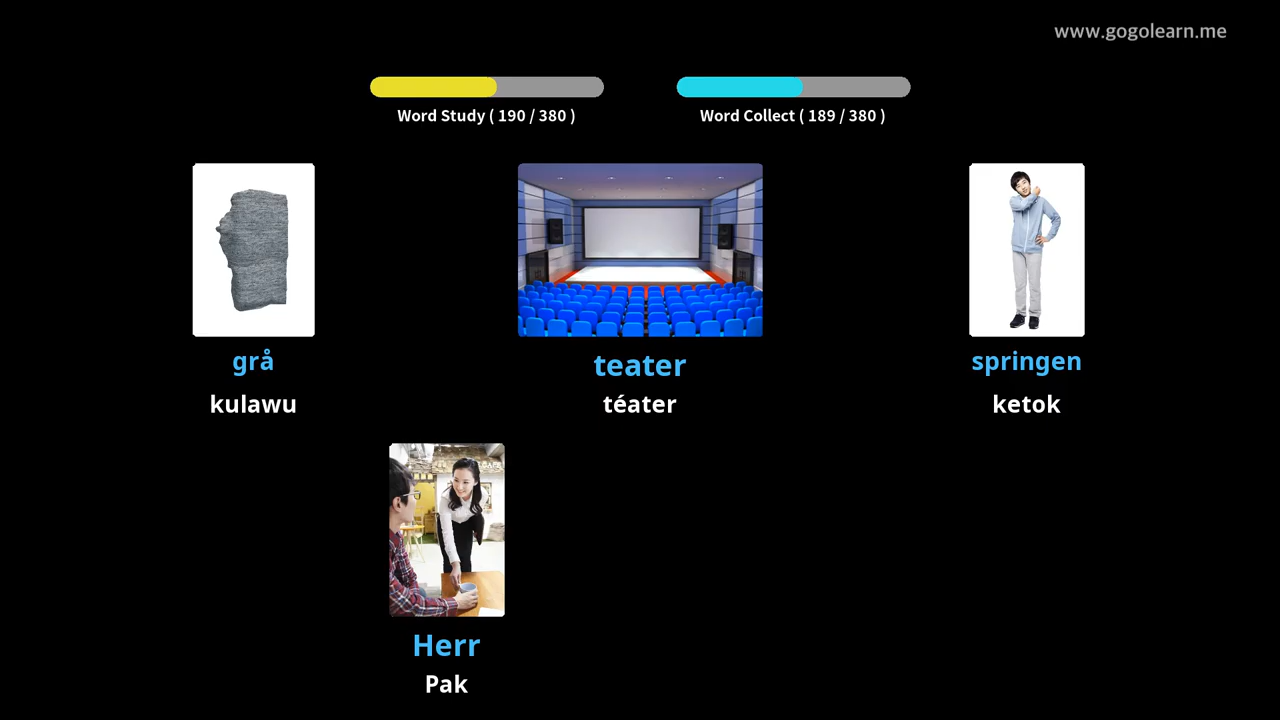 www.gogolearn.me
Word Study ( 190 / 380 )
Word Collect ( 189 / 380 )
grå
kulawu
teater
téater
springen
ketok
Herr
Pak